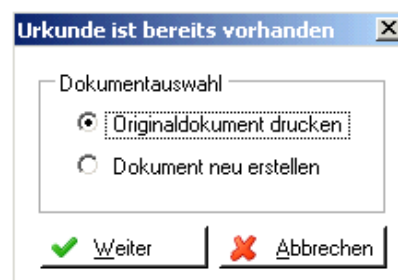 Urkunde ist bereits vorhanden
Dokumentauswahl
Originaldokument drucken
Dokument neu erstellen
Weiter Abbrechen